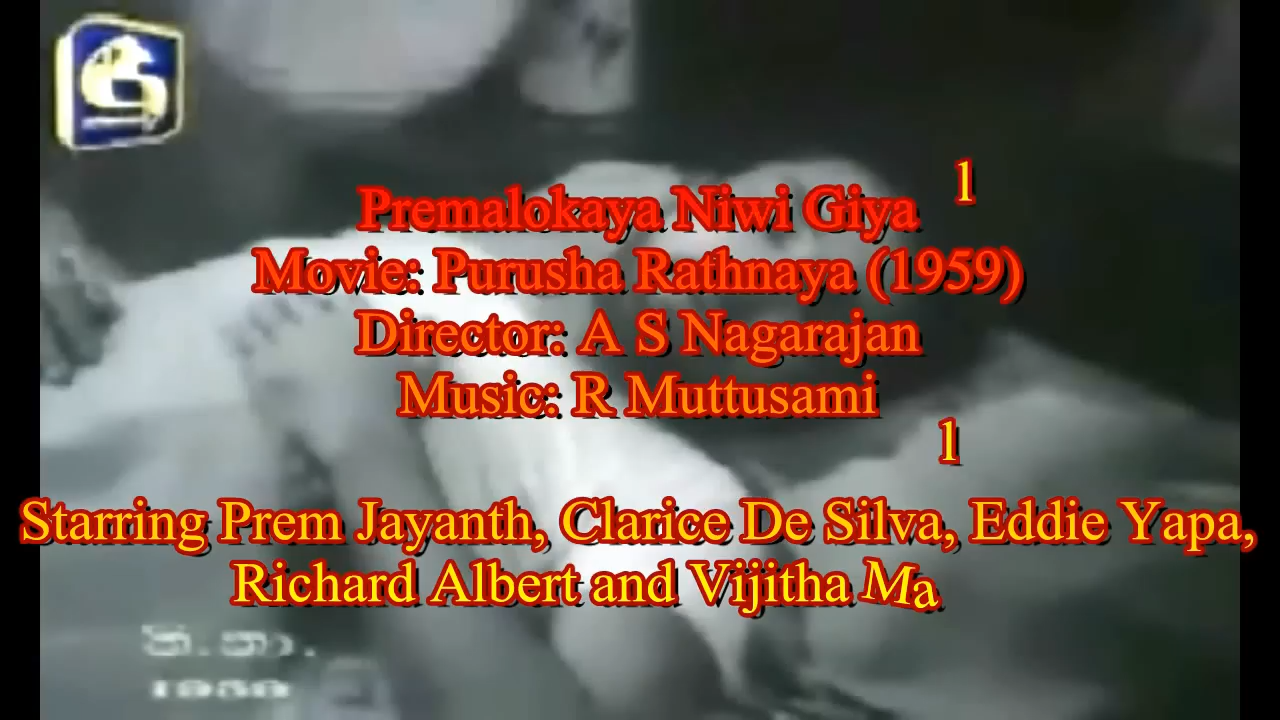 1
Premalokaya Niwi Giya
Movie: Purusha Rathnaya (1959)
Director: A S Nagarajan
Music: R Muttusami
1
Starring Prem Jayanth, Clarice De Silva, Eddie Yapa,
Richard Albert and Vijitha Ma